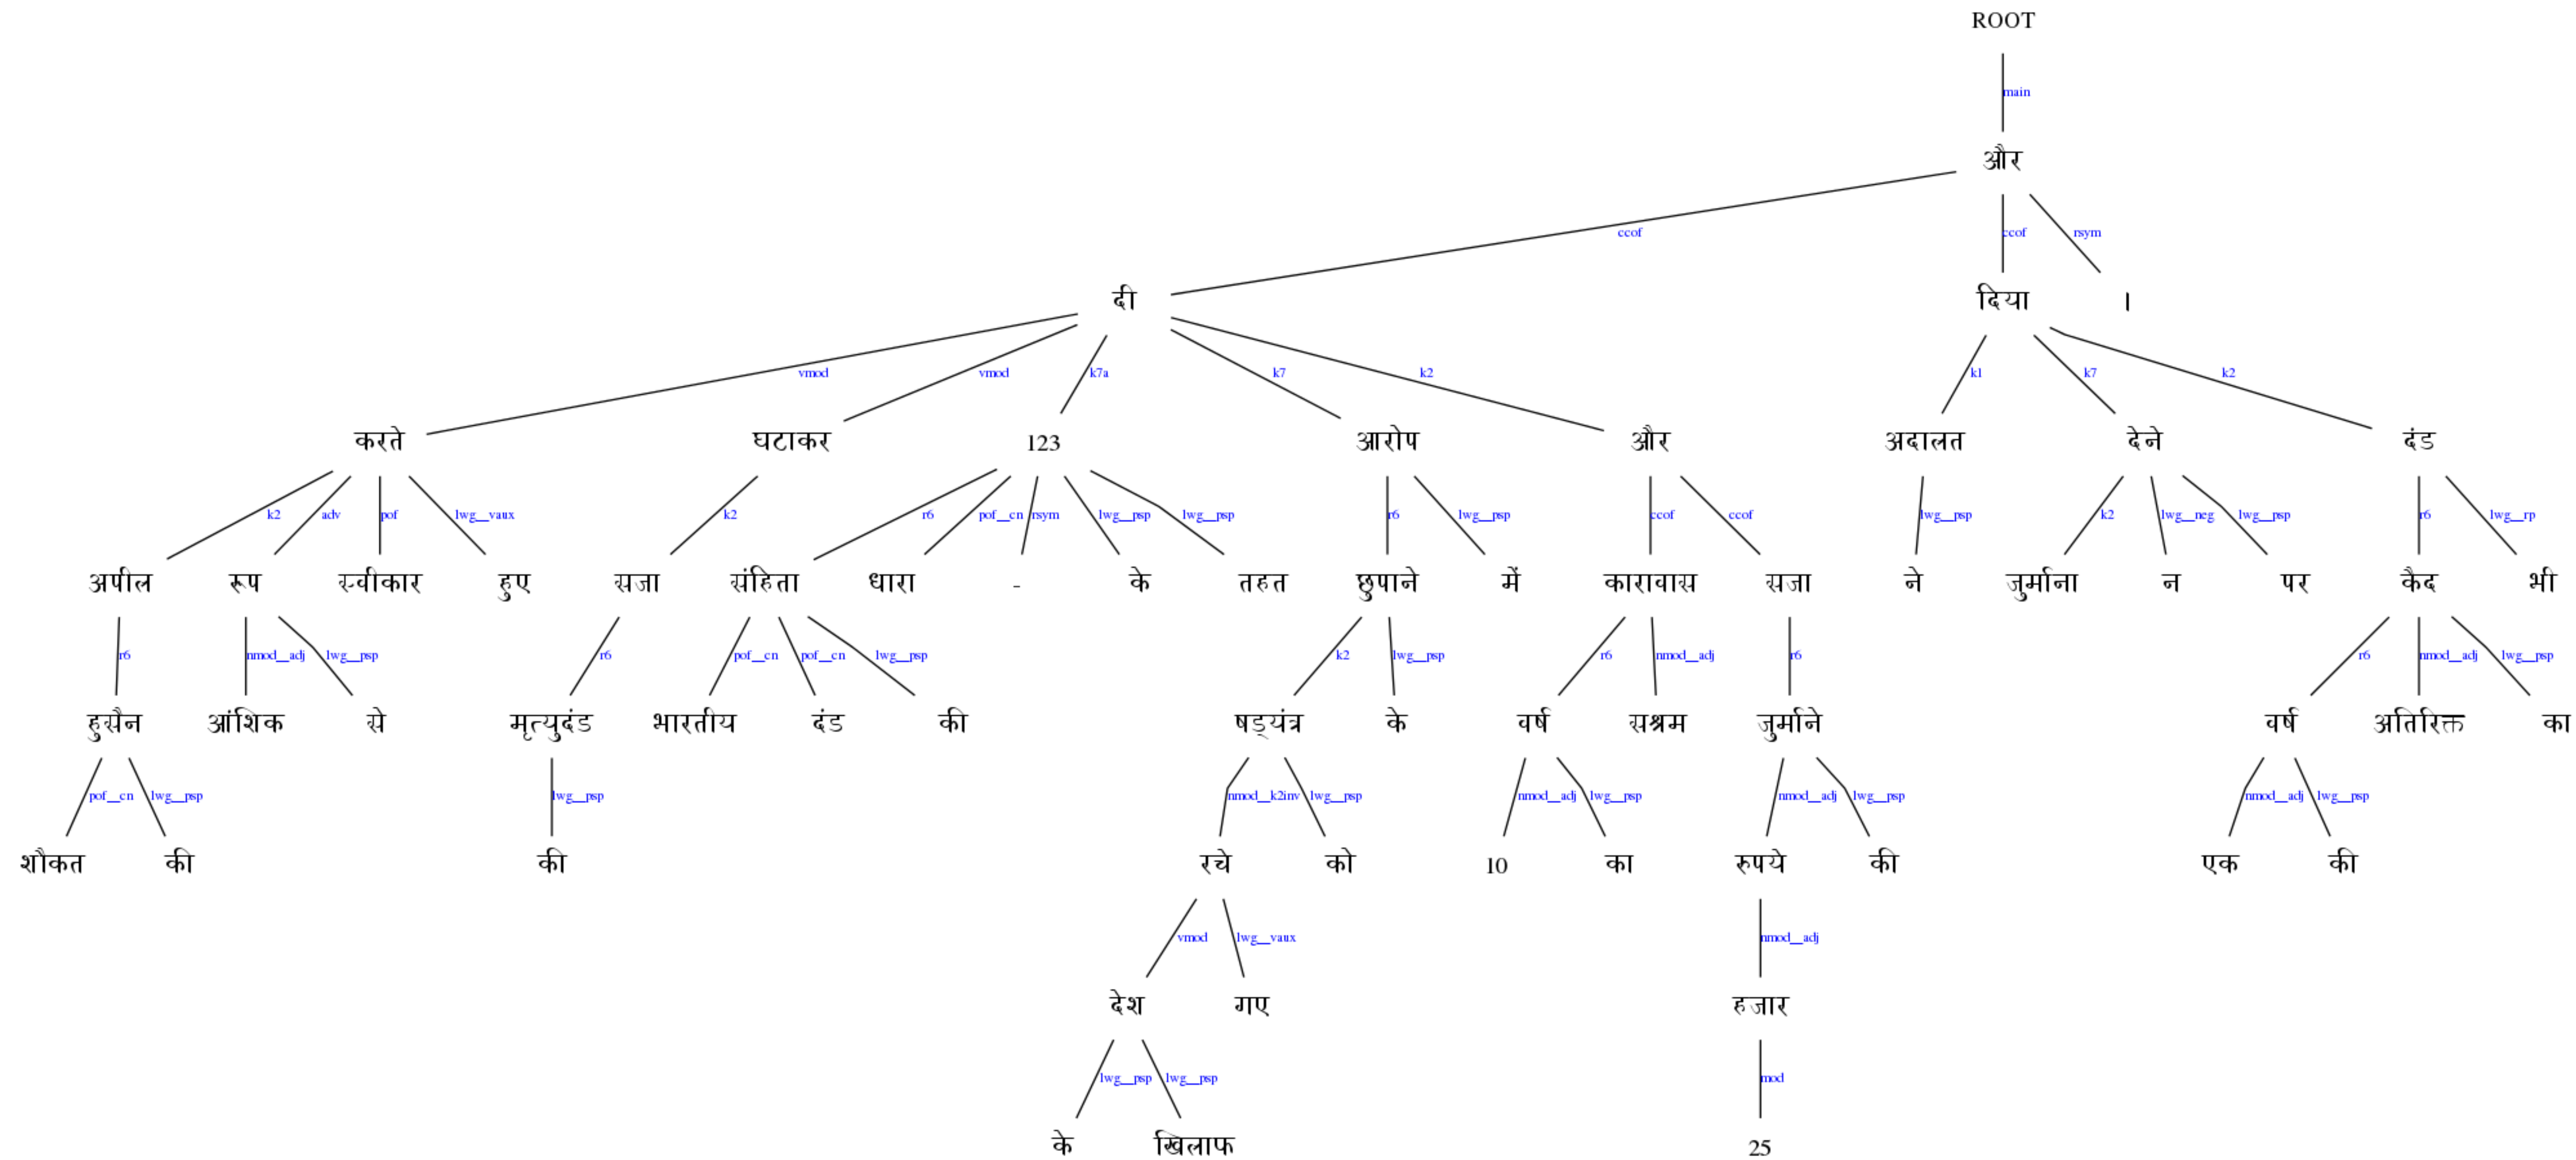 ROOT
main
और
ccof ccof rsym
दी दिया ।
vmod vmod k7a k7 k2 k1 k7 k2
करते घटाकर 123 आरोप और अदालत देने दंड
k2 adv pof lwg__vaux k2 r6 pof__cn rsym lwg__psp lwg__psp r6 lwg__psp ccof ccof lwg__psp k2 lwg__neg lwg__psp r6 lwg__rp
अपील रूप स्वीकार हुए सजा संहिता धारा - के तहत छुपाने में कारावास सजा ने जुर्माना न पर कैद भी
r6 nmod__adj lwg__psp r6 pof__cn pof__cn lwg__psp k2 lwg__psp r6 nmod__adj r6 r6 nmod__adj lwg__psp
हुसैन आंशिक से मृत्युदंड भारतीय दंड की षड्यंत्र के वर्ष सश्रम जुर्माने वर्ष अतिरिक्त का
pof__cn lwg__psp lwg__psp nmod__k2inv lwg__psp nmod__adj lwg__psp nmod__adj lwg__psp nmod__adj lwg__psp
शौकत की की रचे को 10 का रुपये की एक की
vmod lwg__vaux nmod__adj
देश गए हजार
lwg__psp lwg__psp mod
के खिलाफ 25